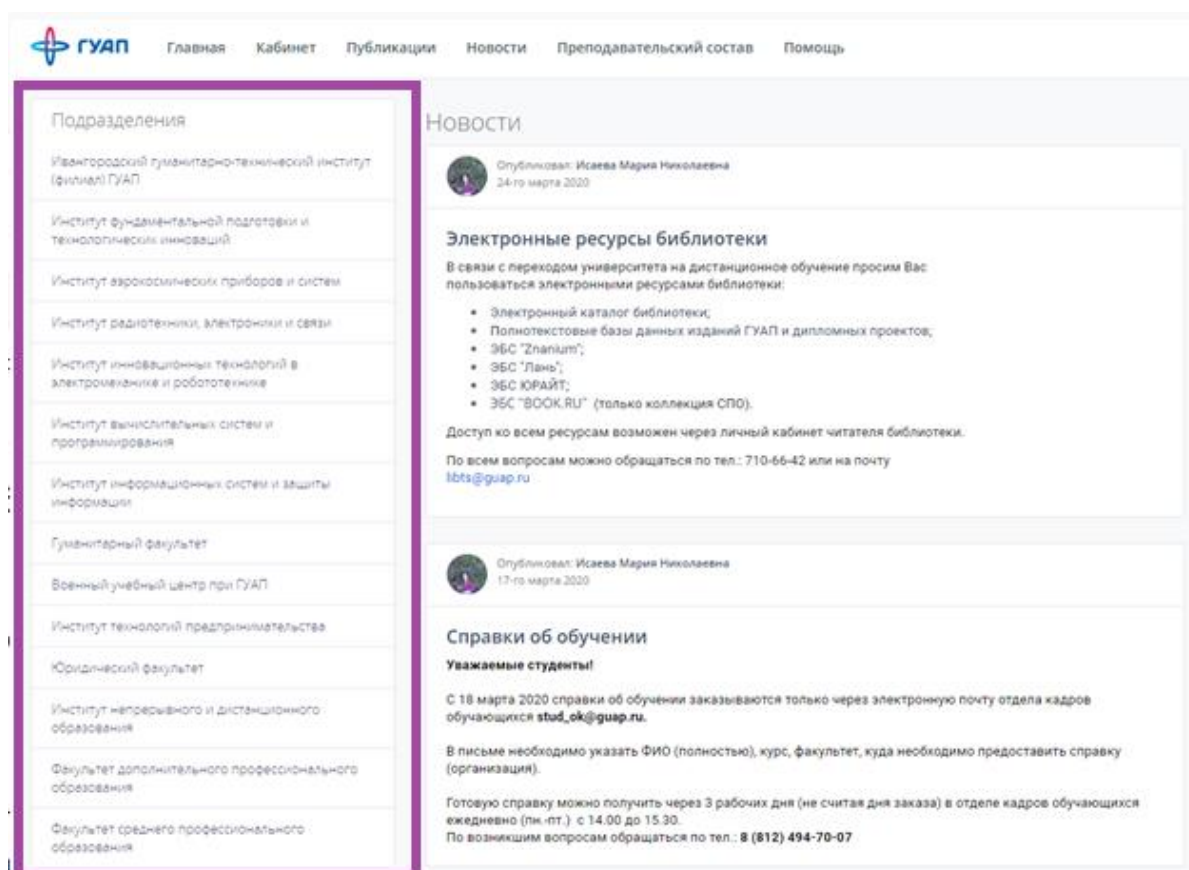 ГУАП
Главная Кабинет Публикации Новости Преподавательский состав Помощь
Подразделения
Ивангородский гуманитарно-технический институт
(филиал) ГУАП
Институт фундаментальной подготовки и
технологических инноваций
Институт аэрокосмических приборов и систем
Институт радиотехники, электроники и связи
Институт инновационных технологий в
электромеханике и робототехнике
Институт вычислительных систем и
программирования
Институт информационных систем и защиты
информации
Гуманитарный факультет
Военный учебный центр при ГУАП
Институт технологий предпринимательства
Юридический факультет
Институт непрерывного и дистанционного
образования
Факультет дополнительного профессионального
образования
Факультет среднего профессионального
образования
Новости
Опубликовал: Исаева Мария Николаевна
24-го марта 2020
Электронные ресурсы библиотеки
В связи с переходом университета на дистанционное обучение просим Вас
пользоваться электронными ресурсами библиотеки:
• Электронный каталог библиотеки;
• Полнотекстовые базы данных изданий ГУАП и дипломных проектов;
• ЭБС "Znanium";
• ЭБС "Лань";
• ЭБС ЮРАЙТ;
• ЭБС "BOOK.RU" (только коллекция СПО).
Доступ ко всем ресурсам возможен через личный кабинет читателя библиотеки.
По всем вопросам можно обращаться по тел.: 710-66-42 или на почту
libts@guap.ru
Опубликовал: Исаева Мария Николаевна
17-го марта 2020
Справки об обучении
Уважаемые студенты!
С 18 марта 2020 справки об обучении заказываются только через электронную почту отдела кадров
обучающихся stud_ok@guap.ru.
В письме необходимо указать ФИО (полностью), курс, факультет, куда необходимо предоставить справку
(организация).
Готовую справку можно получить через 3 рабочих дня (не считая дня заказа) в отделе кадров обучающихся
ежедневно (пн.-пт.) с 14.00 до 15.30.
По возникшим вопросам обращаться по тел.: 8 (812) 494-70-07